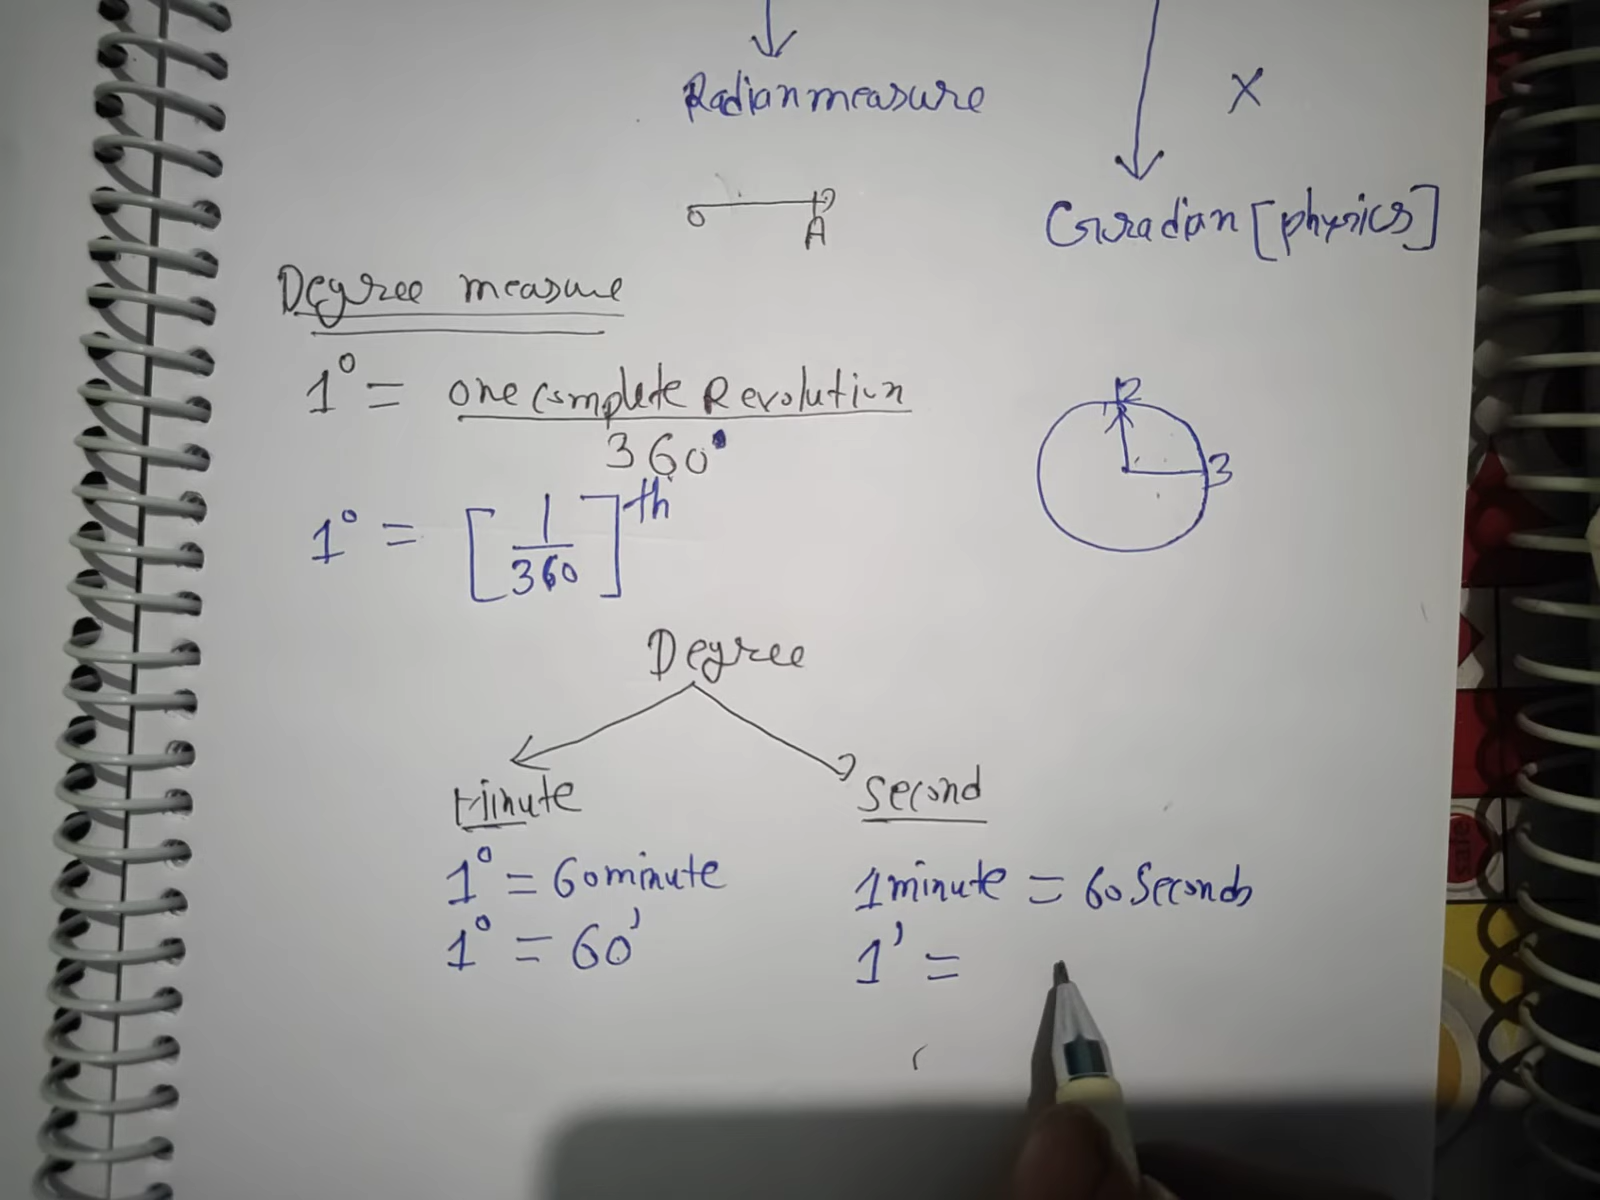 Radian measure
X
Gradian [physics]
O A
Degree measure
1° = one complete Revolution
360°
12
3
1° = [1/360]th
Degree
Minute
Second
1° = 60 minute
1 minute = 60 Seconds
1° = 60'
1' =